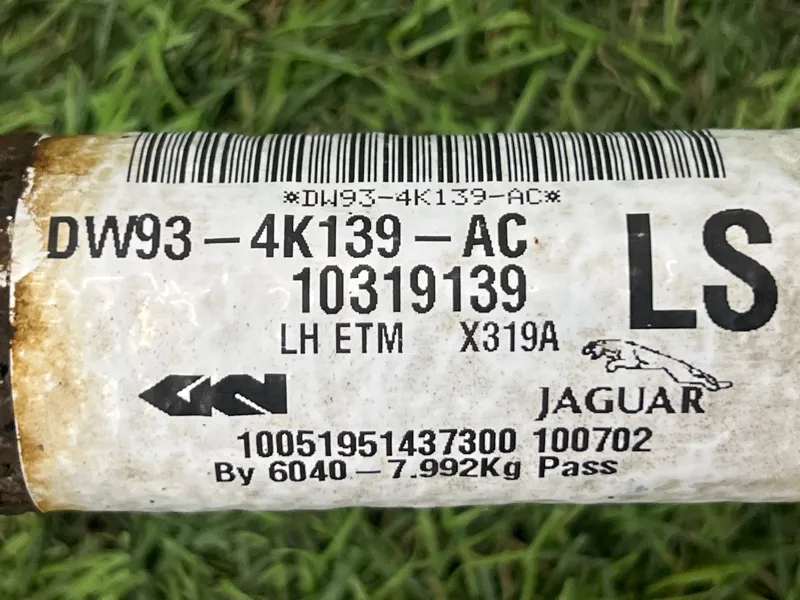 *DW93-4K139-AC*
DW93-4K139-AC
10319139
LS
LH ETM X319A
GKN
JAGUAR
10051951437300 100702
By 6040-7.992Kg Pass